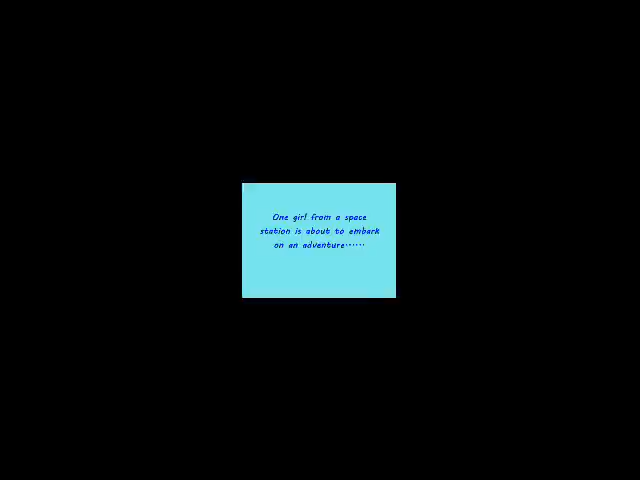 One girl from a space
station is about to embark
on an adventure······